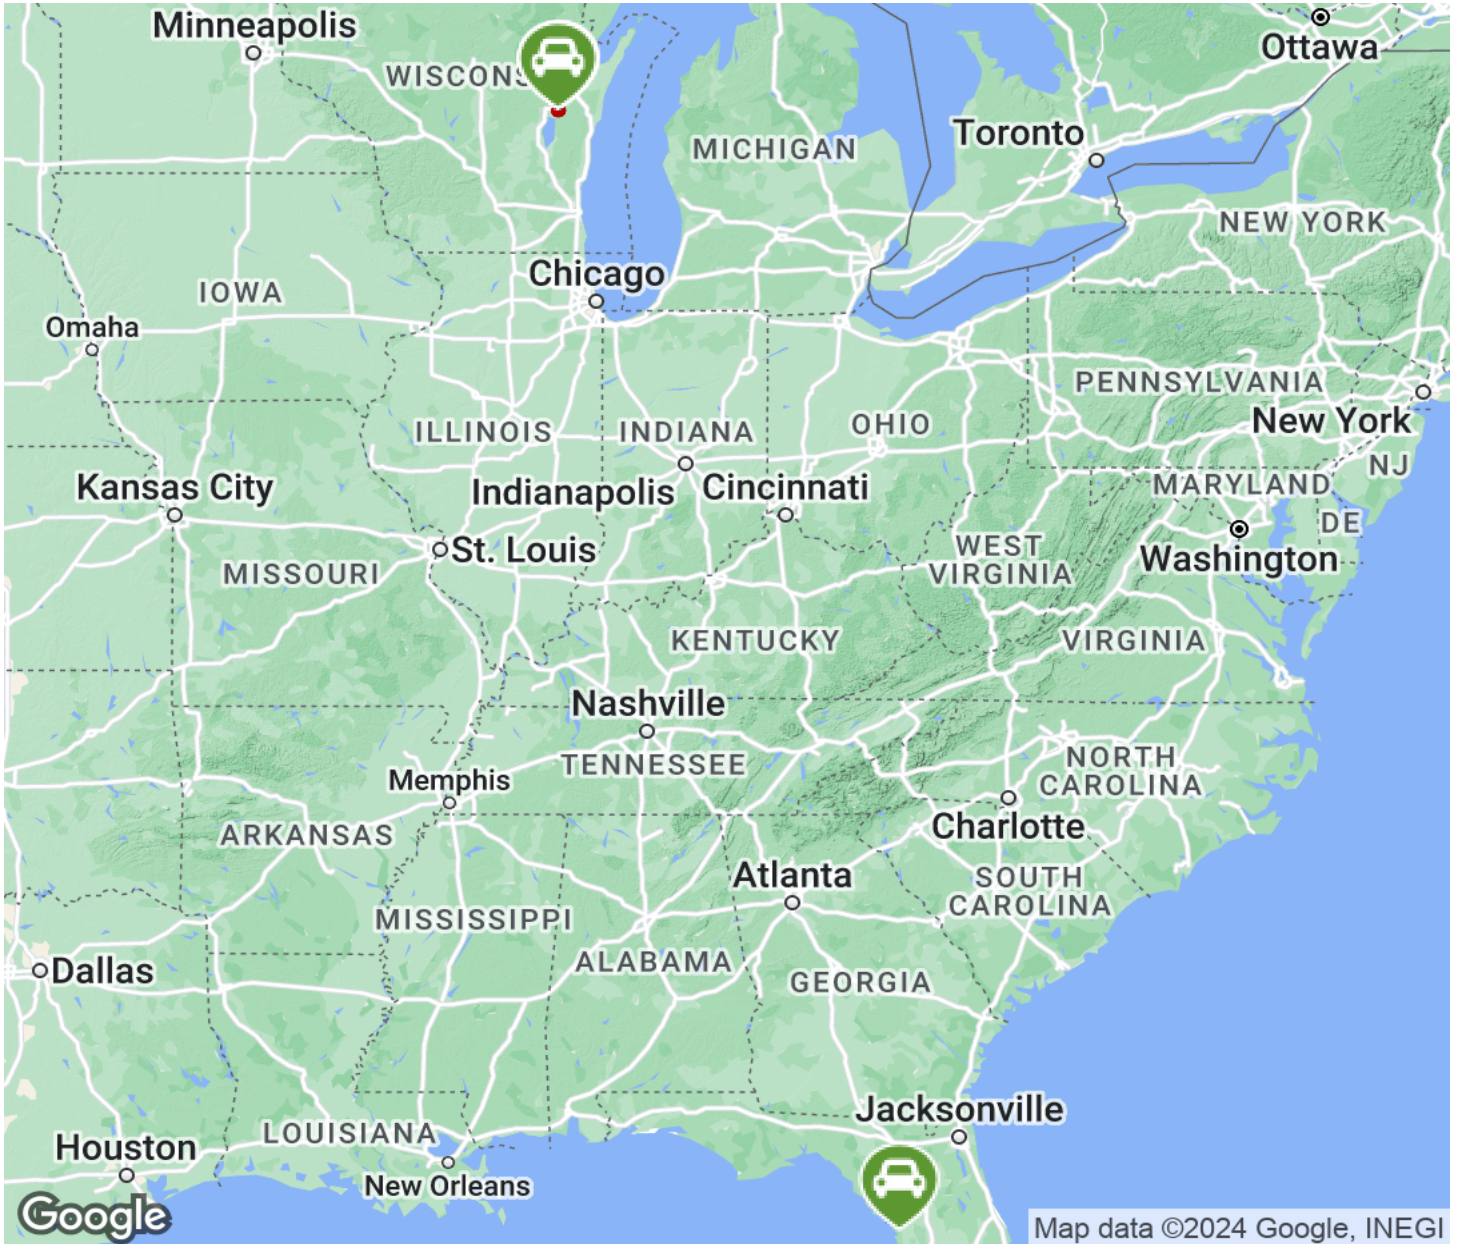 Minneapolis
Ottawa
WISCONS
Toronto
MICHIGAN
NEW YORK
Chicago
IOWA
Omaha
PENNSYLVANIA
New York
ILLINOIS
INDIANA
OHIO
NJ
Kansas City
Indianapolis
Cincinnati
MARYLAND
DE
St. Louis
WEST
VIRGINIA
Washington
MISSOURI
KENTUCKY
VIRGINIA
Nashville
TENNESSEE
NORTH
CAROLINA
Memphis
ARKANSAS
Charlotte
Atlanta
SOUTH
CAROLINA
MISSISSIPPI
Dallas
ALABAMA
GEORGIA
Jacksonville
LOUISIANA
Houston
New Orleans
Google
Map data ©2024 Google, INEGI